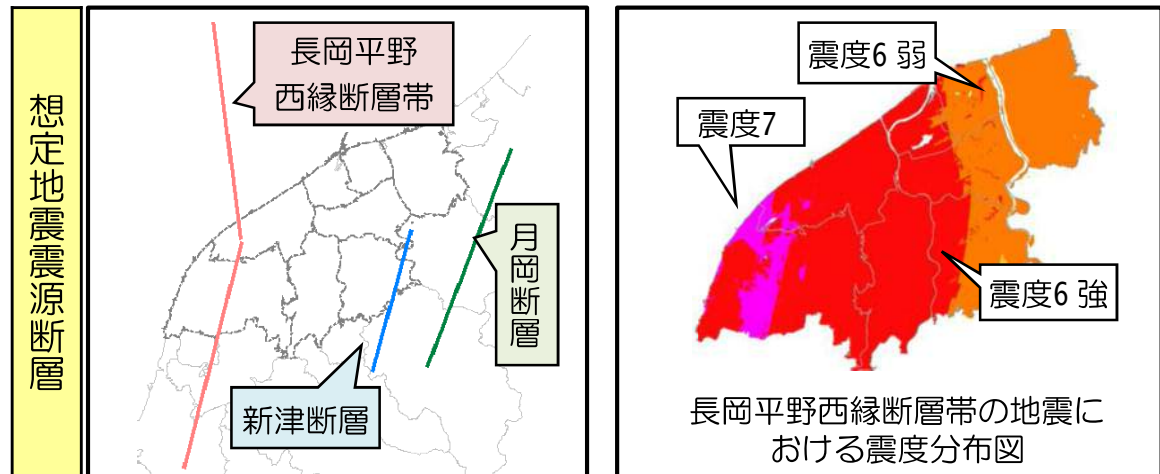 想定地震震源断層
長岡平野
西縁断層帯
月岡断層
新津断層
震度6 弱
震度7
震度6 強
長岡平野西縁断層帯の地震に
おける震度分布図